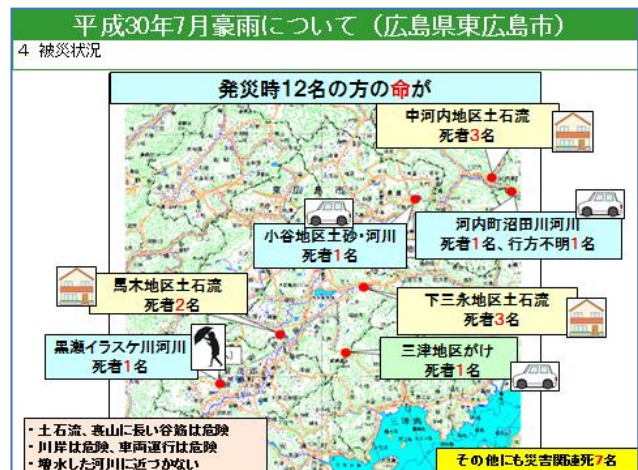 平成30年7月豪雨について（広島県東広島市）
4 被災状況
発災時12名の方の命が
中河内地区土石流
死者3名
河内町沼田川河川
死者1名、行方不明1名
小谷地区土砂・河川
死者1名
馬木地区土石流
死者2名
下三永地区土石流
死者3名
黒瀬イラスケ川河川
死者1名
三津地区がけ
死者1名
・土石流、裏山に長い谷筋は危険
・川岸は危険、車両運行は危険
・増水した河川に近づかない
その他にも災害関連死7名